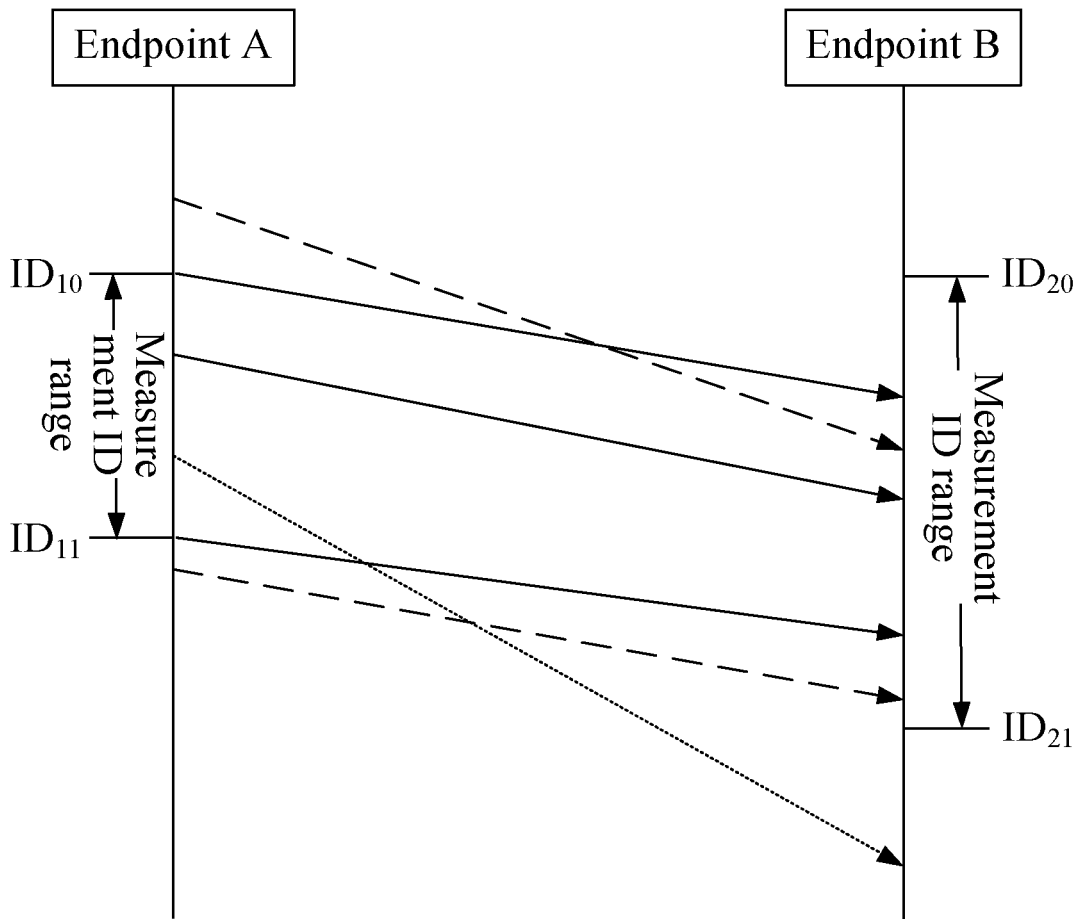 Endpoint A
Endpoint B
ID₁₀
ID₂₀
Measure
ment ID
range
Measurement
ID range
ID₁₁
ID₂₁